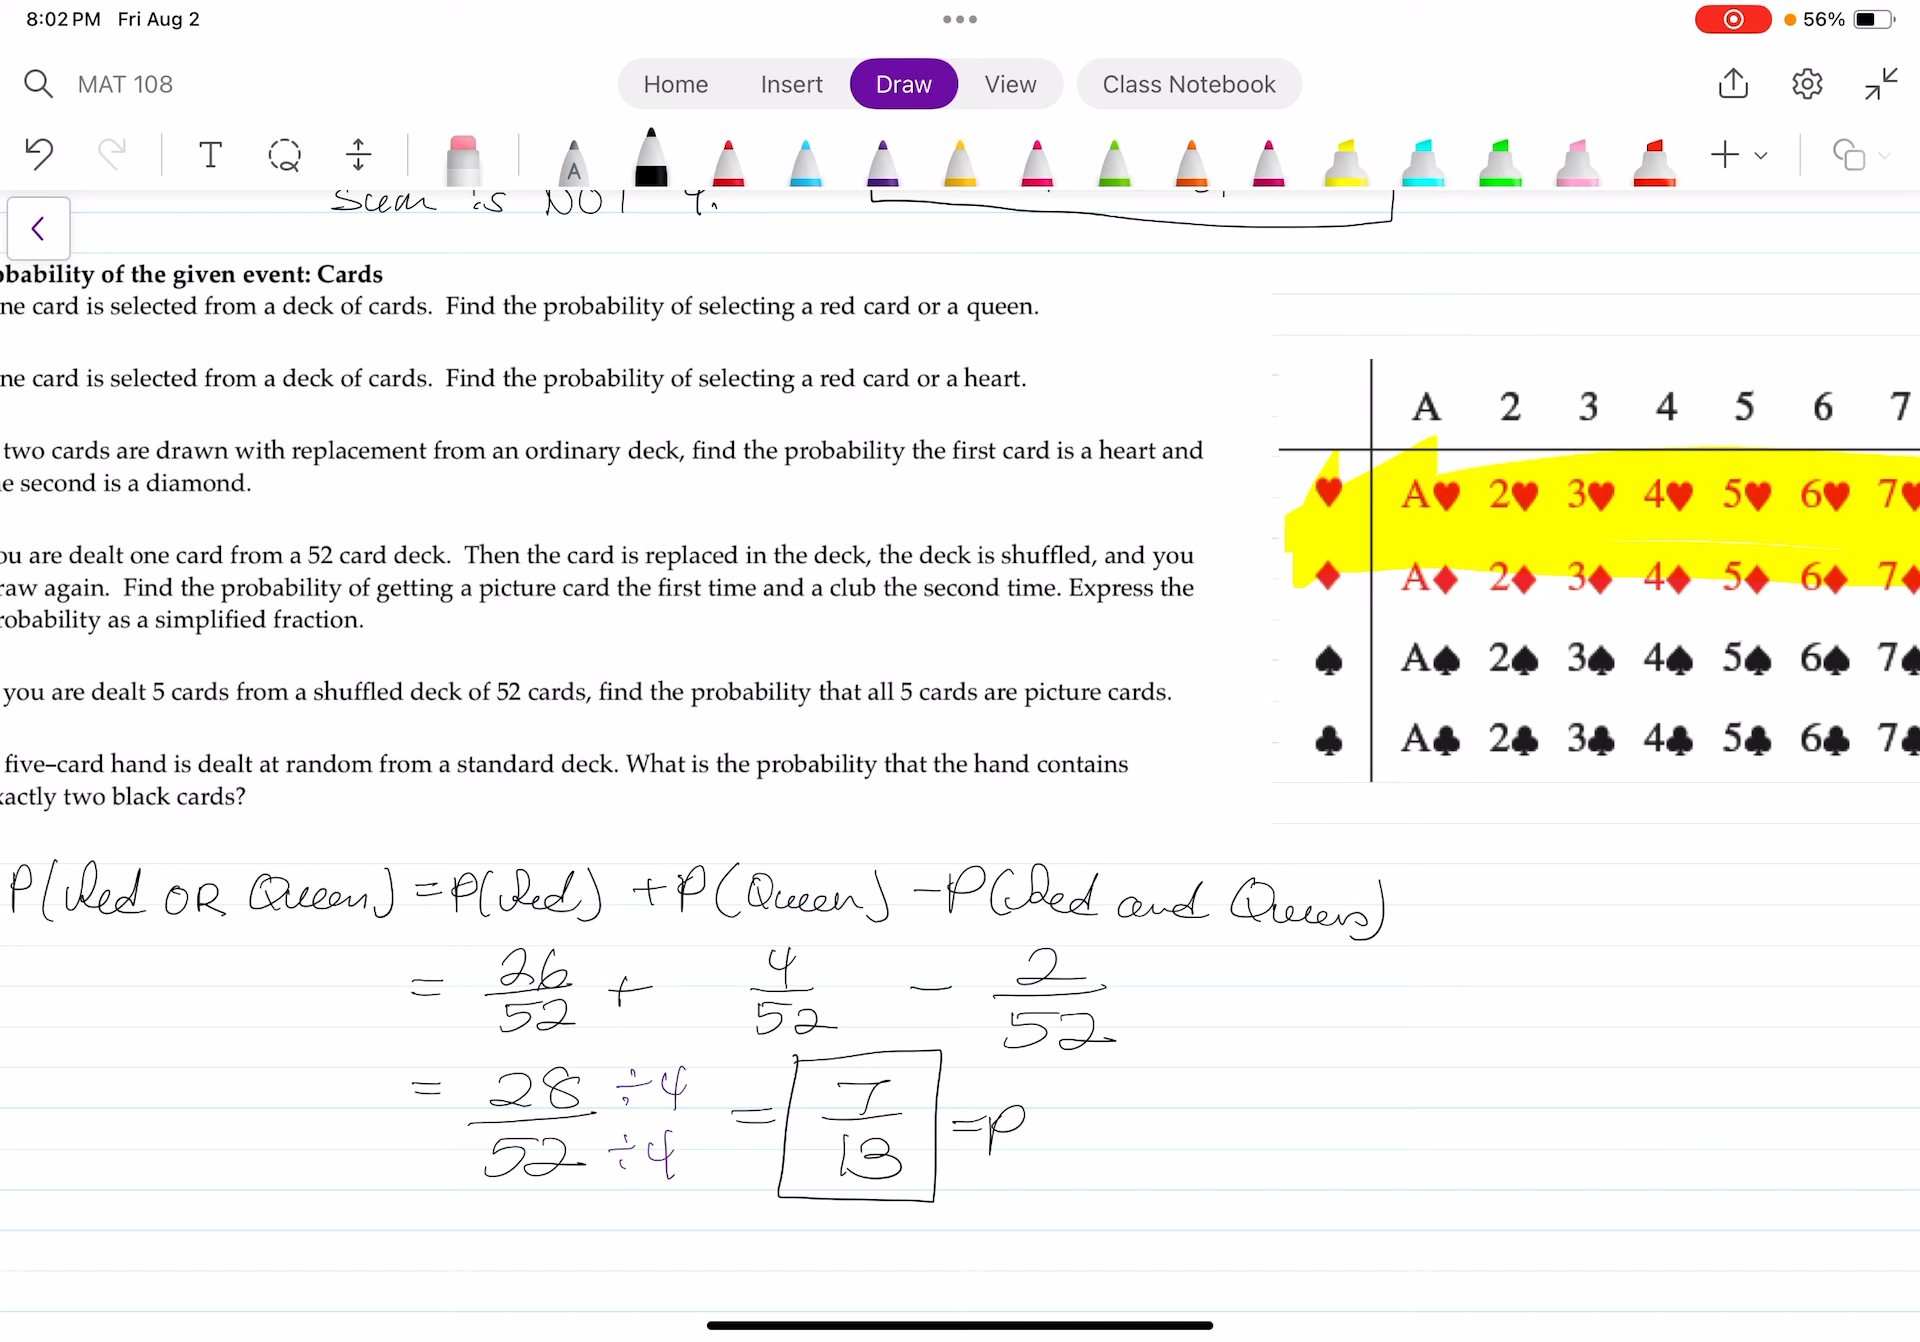 8:02 PM Fri Aug 2
56%
MAT 108
Home Insert Draw View Class Notebook
T
A
is NOT 4.
obability of the given event: Cards
ne card is selected from a deck of cards. Find the probability of selecting a red card or a queen.
ne card is selected from a deck of cards. Find the probability of selecting a red card or a heart.
two cards are drawn with replacement from an ordinary deck, find the probability the first card is a heart and
e second is a diamond.
ou are dealt one card from a 52 card deck. Then the card is replaced in the deck, the deck is shuffled, and you
raw again. Find the probability of getting a picture card the first time and a club the second time. Express the
robability as a simplified fraction.
you are dealt 5 cards from a shuffled deck of 52 cards, find the probability that all 5 cards are picture cards.
five-card hand is dealt at random from a standard deck. What is the probability that the hand contains
xactly two black cards?
A 2 3 4 5 6 7
♥ A♥ 2♥ 3♥ 4♥ 5♥ 6♥ 7♥
♦ A♦ 2♦ 3♦ 4♦ 5♦ 6♦ 7♦
♠ A♠ 2♠ 3♠ 4♠ 5♠ 6♠ 7♠
♣ A♣ 2♣ 3♣ 4♣ 5♣ 6♣ 7♣
P(Red OR Queen) = P(Red) + P(Queen) - P(Red and Queen)
= 26/52 + 4/52 - 2/52
= 28/52 ÷4/÷4 = 7/13 = P